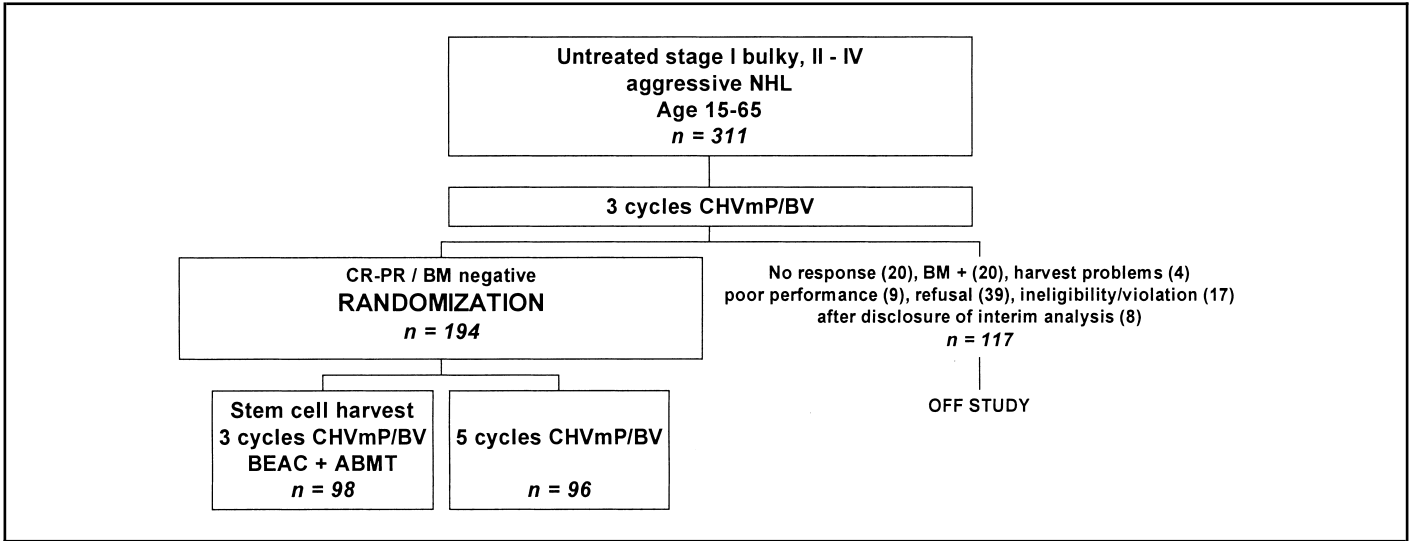 Untreated stage I bulky, II - IV
aggressive NHL
Age 15-65
n = 311
3 cycles CHVmP/BV
CR-PR / BM negative
RANDOMIZATION
n = 194
No response (20), BM + (20), harvest problems (4)
poor performance (9), refusal (39), ineligibility/violation (17)
after disclosure of interim analysis (8)
n = 117
OFF STUDY
Stem cell harvest
3 cycles CHVmP/BV
BEAC + ABMT
n = 98
5 cycles CHVmP/BV
n = 96